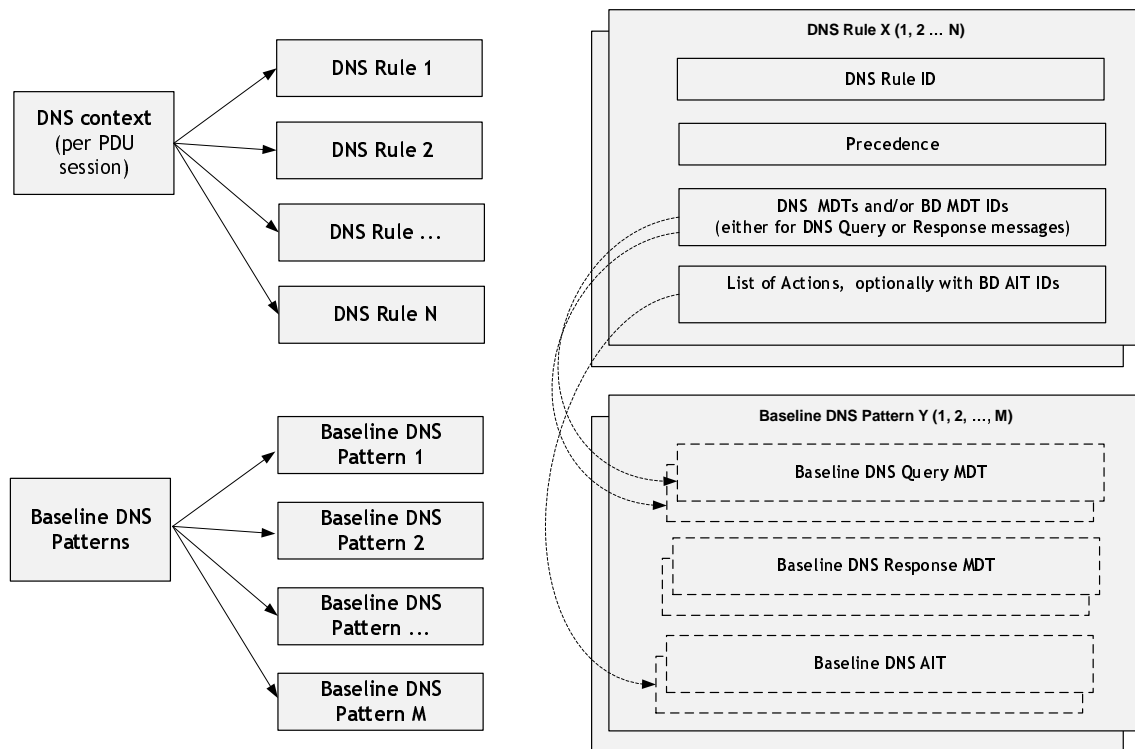 DNS context
(per PDU
session)
DNS Rule 1
DNS Rule 2
DNS Rule ...
DNS Rule N
DNS Rule X (1, 2 ... N)
DNS Rule ID
Precedence
DNS  MDTs and/or BD MDT IDs
(either for DNS Query or Response messages)
List of Actions,  optionally with BD AIT IDs
Baseline DNS
Patterns
Baseline DNS
Pattern 1
Baseline DNS
Pattern 2
Baseline DNS
Pattern ...
Baseline DNS
Pattern M
Baseline DNS Pattern Y (1, 2, ..., M)
Baseline DNS Query MDT
Baseline DNS Response MDT
Baseline DNS AIT